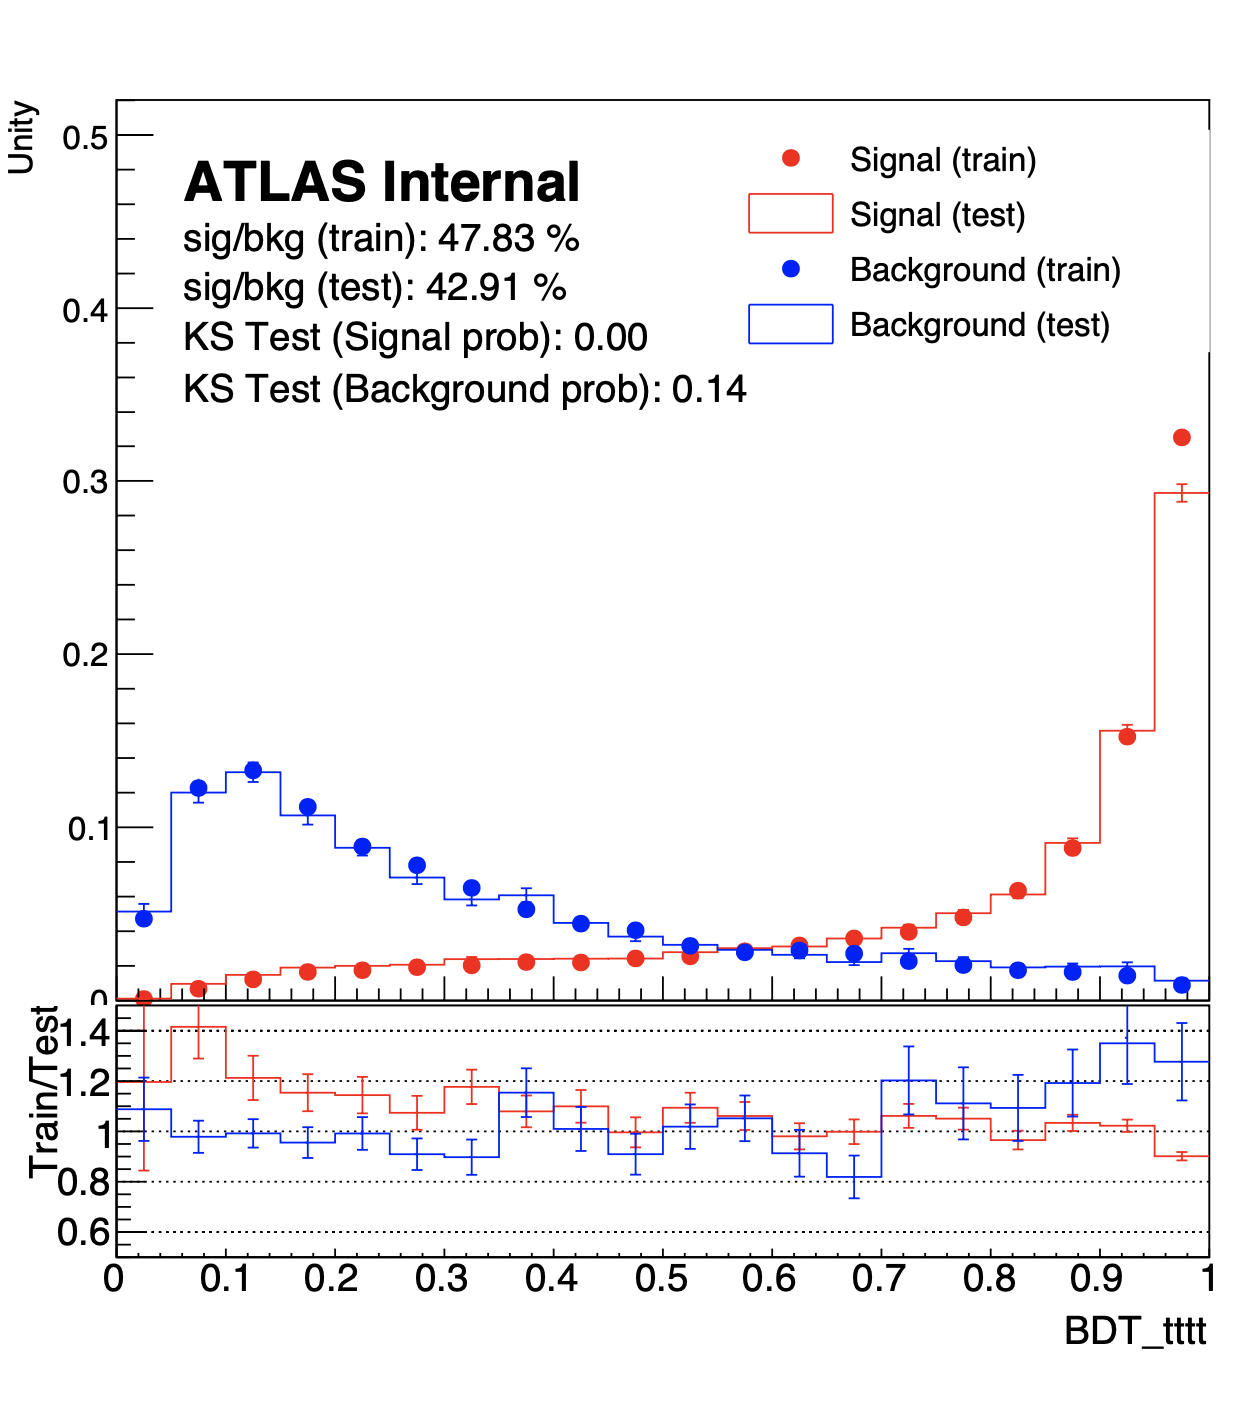 Unity
0.5
0.4
0.3
0.2
0.1
0
ATLAS Internal
sig/bkg (train): 47.83 %
sig/bkg (test): 42.91 %
KS Test (Signal prob): 0.00
KS Test (Background prob): 0.14
Signal (train)
Signal (test)
Background (train)
Background (test)
Train/Test
1.4
1.2
1
0.8
0.6
0 0.1 0.2 0.3 0.4 0.5 0.6 0.7 0.8 0.9 1
BDT_tttt